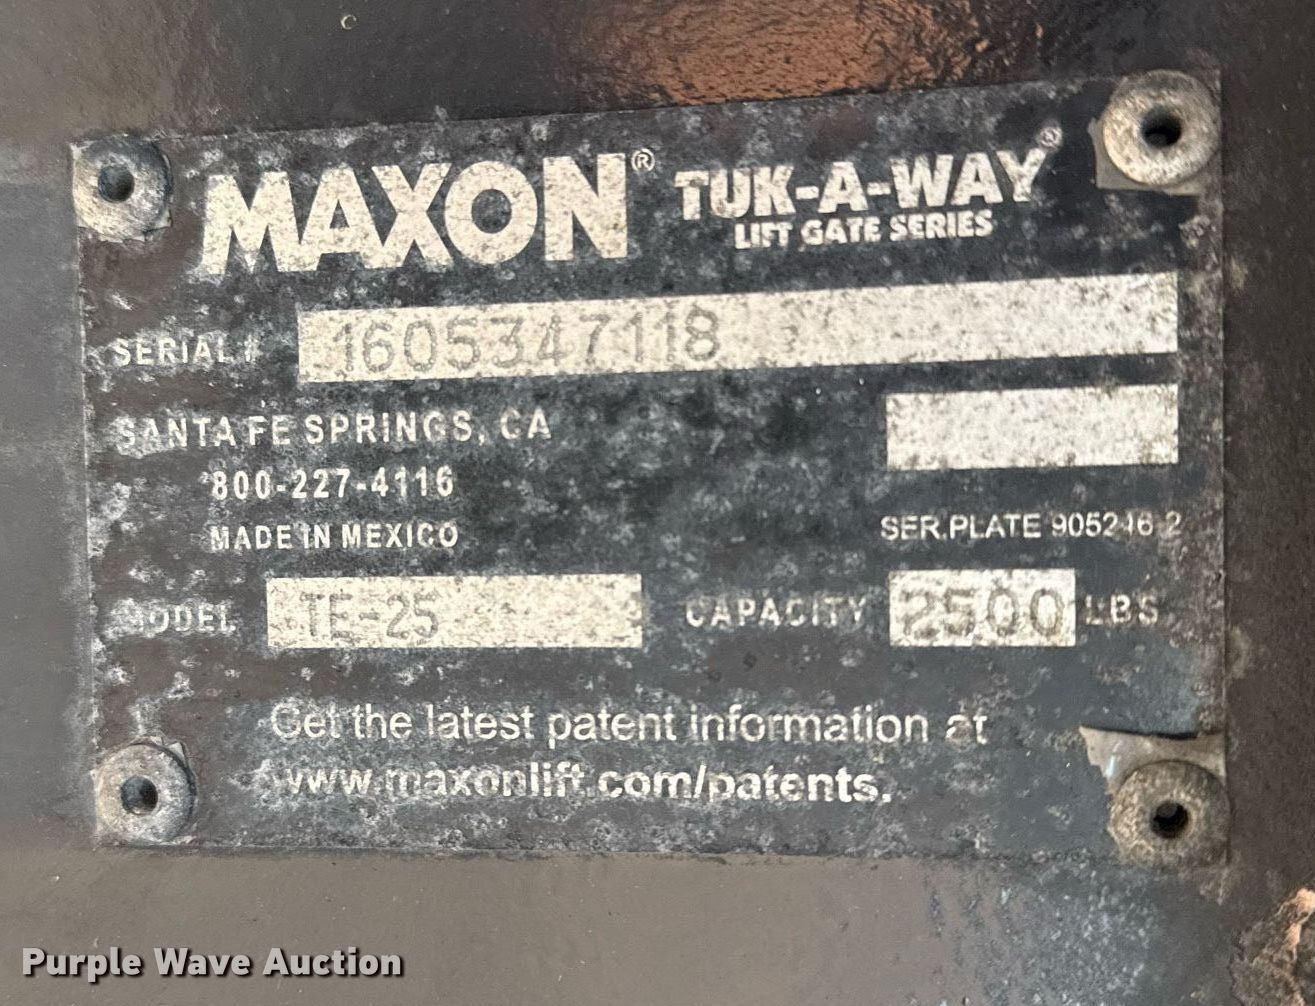 MAXON® TUK-A-WAY®
LIFT GATE SERIES
SERIAL # 1605347118
SANTA FE SPRINGS, CA
800-227-4116
MADE IN MEXICO
SER.PLATE 905246-2
MODEL TE-25 CAPACITY 2500 LBS
Get the latest patent information at
www.maxonlift.com/patents.
Purple Wave Auction